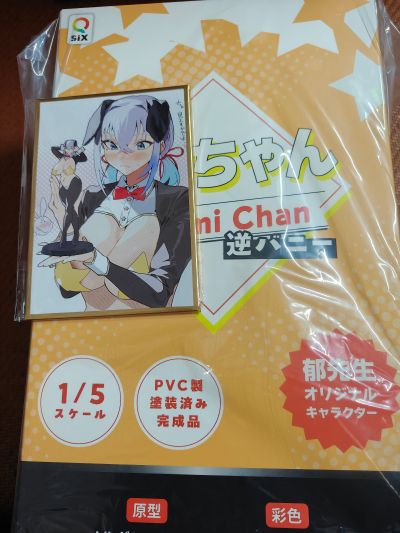 SiX
ちゃん
mi Chan
逆バニー
1/5
スケール
PVC製
塗装済み
完成品
郁先生
オリジナル
キャラクター
原型
彩色